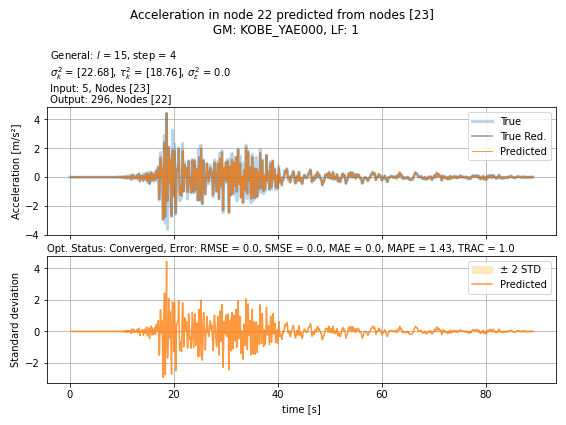 Acceleration in node 22 predicted from nodes [23]
GM: KOBE_YAE000, LF: 1
General: l = 15, step = 4
σ²ₖ = [22.68], τ²ₖ = [18.76], σ²ε = 0.0
Input: 5, Nodes [23]
Output: 296, Nodes [22]
Acceleration [m/s²]
4
2
0
−2
−4
True
True Red.
Predicted
Opt. Status: Converged, Error: RMSE = 0.0, SMSE = 0.0, MAE = 0.0, MAPE = 1.43, TRAC = 1.0
Standard deviation
4
2
0
−2
± 2 STD
Predicted
0 20 40 60 80
time [s]